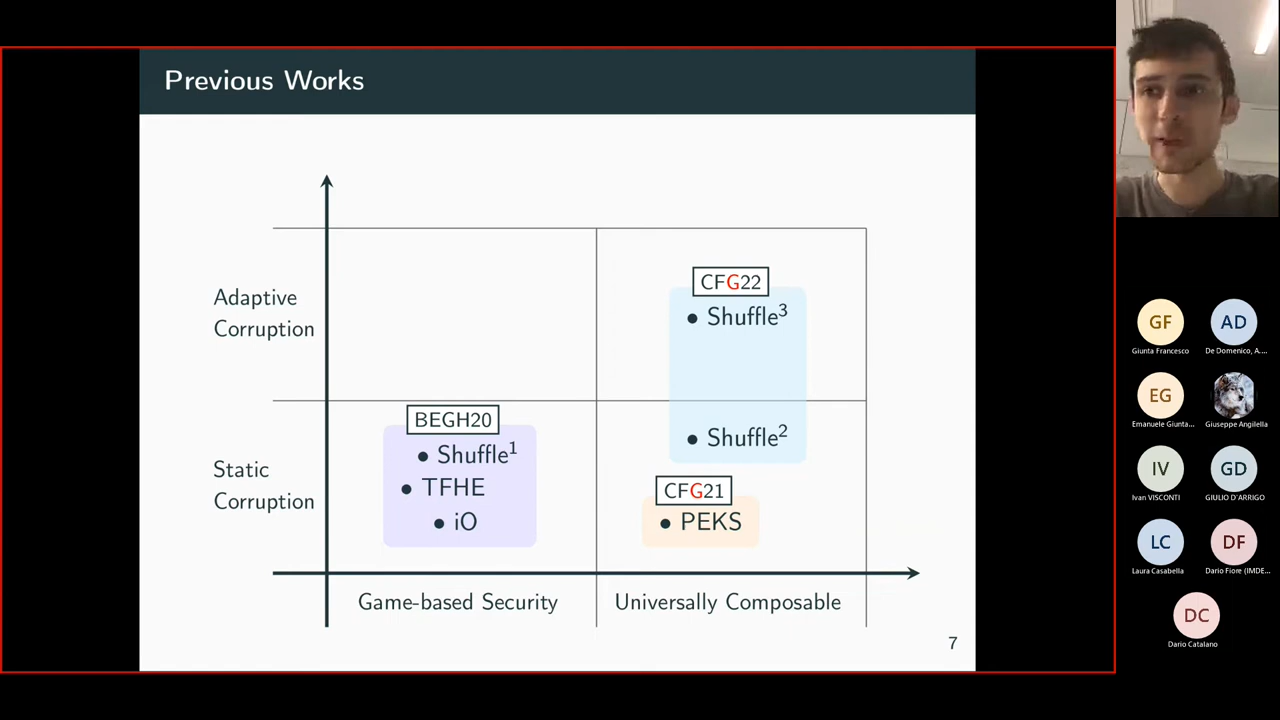 Previous Works
Adaptive
Corruption
CFG22
• Shuffle³
BEGH20
• Shuffle¹
• TFHE
• iO
• Shuffle²
Static
Corruption
CFG21
• PEKS
Game-based Security
Universally Composable
7
GF
Giunta Francesco
AD
De Domenico, A....
EG
Emanuele Giunta...
Giuseppe Angilella
IV
Ivan VISCONTI
GD
GIULIO D'ARRIGO
LC
Laura Casabella
DF
Dario Fiore (IMDE...
DC
Dario Catalano